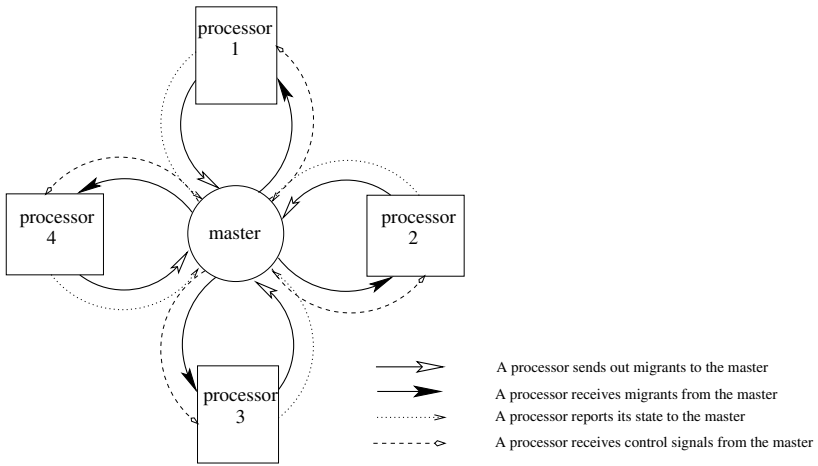 processor
1
processor
4
master
processor
2
processor
3
A processor sends out migrants to the master
A processor receives migrants from the master
A processor reports its state to the master
A processor receives control signals from the master